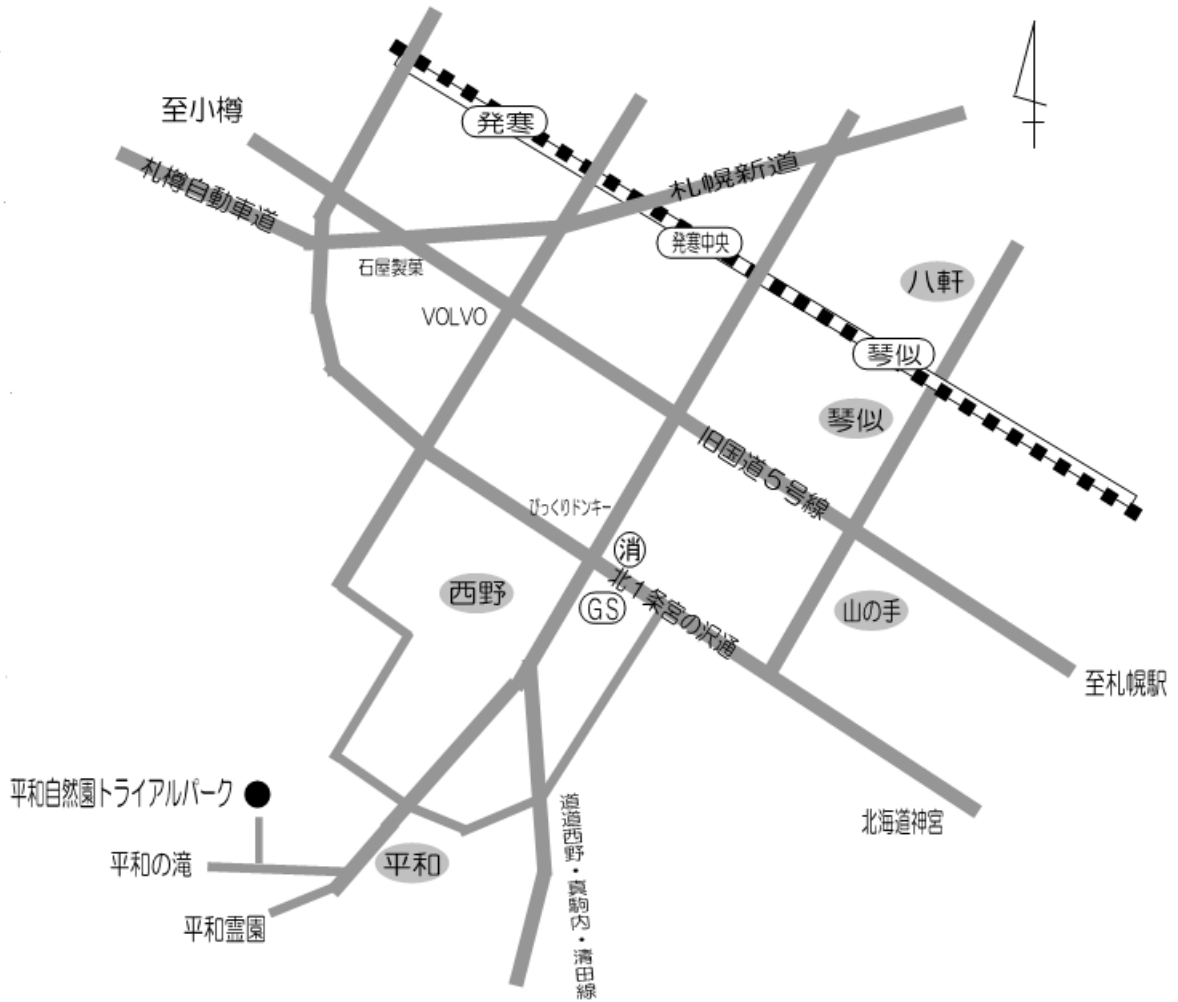 至小樽
発寒
札樽自動車道
札幌新道
発寒中央
石屋製菓
八軒
VOLVO
琴似
琴似
旧国道5号線
びっくりドンキー
消
西野
GS
北1条宮の沢通
山の手
至札幌駅
平和自然園トライアルパーク
道道西野・真駒内・清田線
北海道神宮
平和の滝
平和
平和霊園